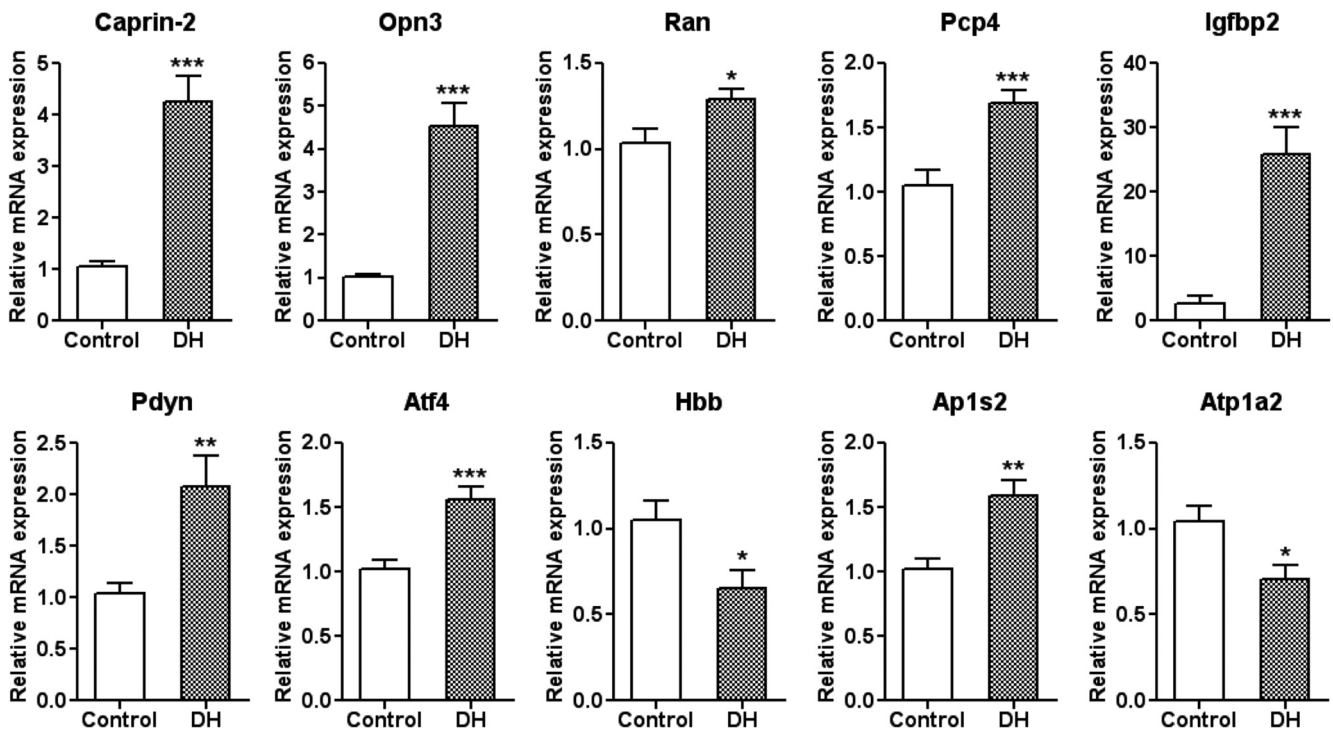 Caprin-2
Relative mRNA expression
5
4
3
2
1
0
***
Control DH
Opn3
Relative mRNA expression
6
5
4
3
2
1
0
***
Control DH
Ran
Relative mRNA expression
1.5
1.0
0.5
0.0
*
Control DH
Pcp4
Relative mRNA expression
2.0
1.5
1.0
0.5
0.0
***
Control DH
Igfbp2
Relative mRNA expression
40
30
20
10
0
***
Control DH
Pdyn
Relative mRNA expression
2.5
2.0
1.5
1.0
0.5
0.0
**
Control DH
Atf4
Relative mRNA expression
2.0
1.5
1.0
0.5
0.0
***
Control DH
Hbb
Relative mRNA expression
1.5
1.0
0.5
0.0
*
Control DH
Ap1s2
Relative mRNA expression
2.0
1.5
1.0
0.5
0.0
**
Control DH
Atp1a2
Relative mRNA expression
1.5
1.0
0.5
0.0
*
Control DH